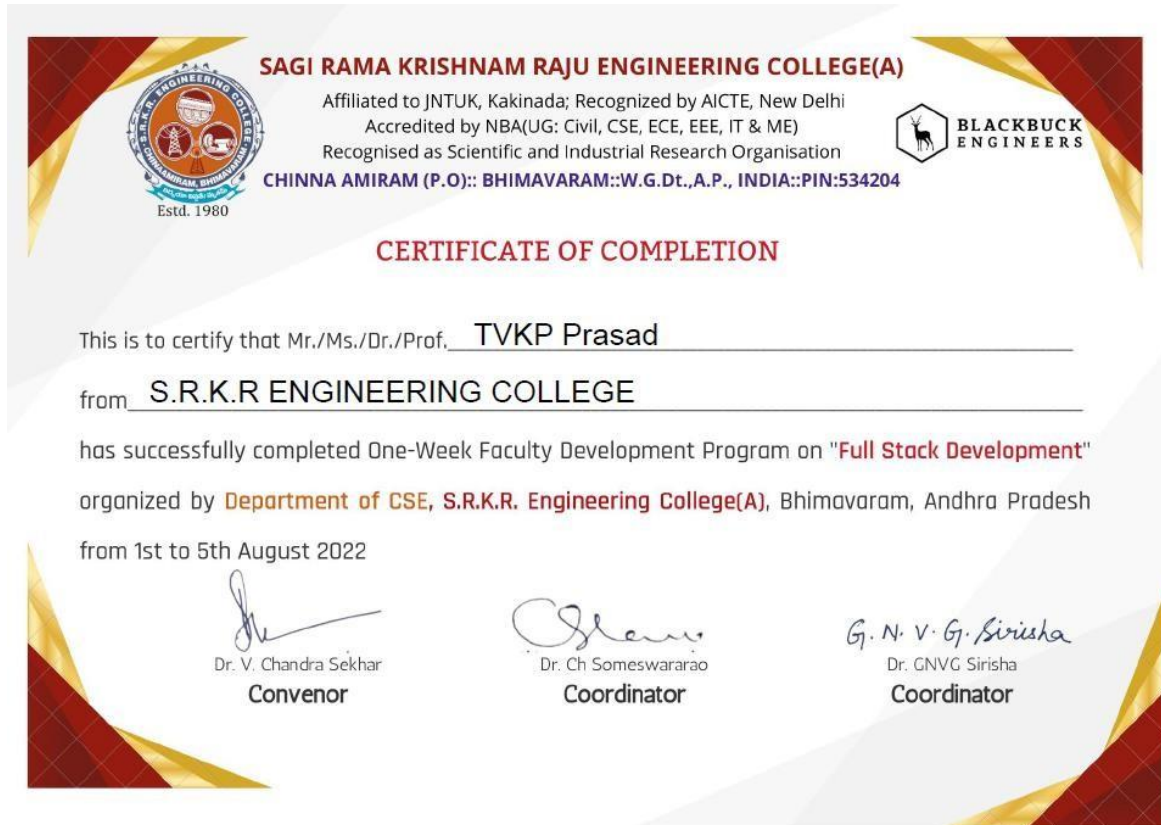 SAGI RAMA KRISHNAM RAJU ENGINEERING COLLEGE(A)
Affiliated to JNTUK, Kakinada; Recognized by AICTE, New Delhi
Accredited by NBA(UG: Civil, CSE, ECE, EEE, IT & ME)
Recognised as Scientific and Industrial Research Organisation
CHINNA AMIRAM (P.O):: BHIMAVARAM::W.G.Dt.,A.P., INDIA::PIN:534204
S.R.K.R. ENGINEERING COLLEGE
CHINAAMIRAM, BHIMAVARAM
Estd. 1980
BLACKBUCK
ENGINEERS
CERTIFICATE OF COMPLETION
This is to certify that Mr./Ms./Dr./Prof. TVKP Prasad
from S.R.K.R ENGINEERING COLLEGE
has successfully completed One-Week Faculty Development Program on "Full Stack Development"
organized by Department of CSE, S.R.K.R. Engineering College(A), Bhimavaram, Andhra Pradesh
from 1st to 5th August 2022
G. N. V. G. Sirisha
Dr. V. Chandra Sekhar
Dr. Ch Someswararao
Dr. GNVG Sirisha
Convenor
Coordinator
Coordinator